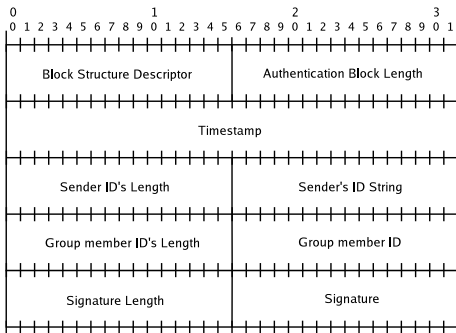 0 1 2 3
0 1 2 3 4 5 6 7 8 9 0 1 2 3 4 5 6 7 8 9 0 1 2 3 4 5 6 7 8 9 0 1
Block Structure Descriptor Authentication Block Length
Timestamp
Sender ID's Length Sender's ID String
Group member ID's Length Group member ID
Signature Length Signature